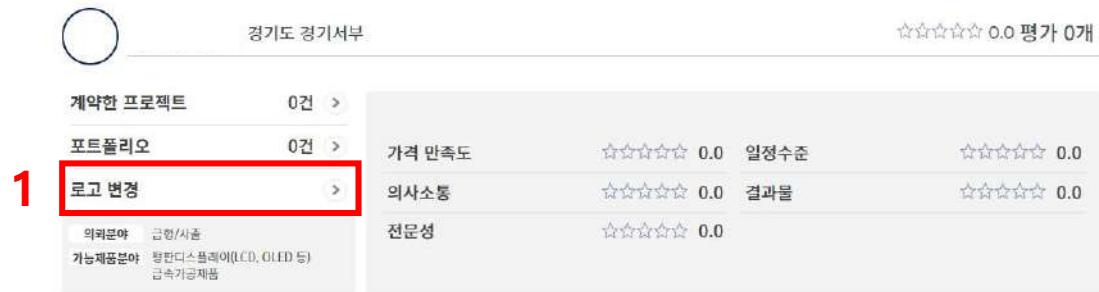 경기도 경기서부
☆☆☆☆☆ 0.0 평가 0개
계약한 프로젝트 0건 >
포트폴리오 0건 >
1
로고 변경 >
의뢰분야 금형/사출
가능제품분야 평판디스플레이(LCD, OLED 등)
금속가공제품
가격 만족도 ☆☆☆☆☆ 0.0 일정수준 ☆☆☆☆☆ 0.0
의사소통 ☆☆☆☆☆ 0.0 결과물 ☆☆☆☆☆ 0.0
전문성 ☆☆☆☆☆ 0.0